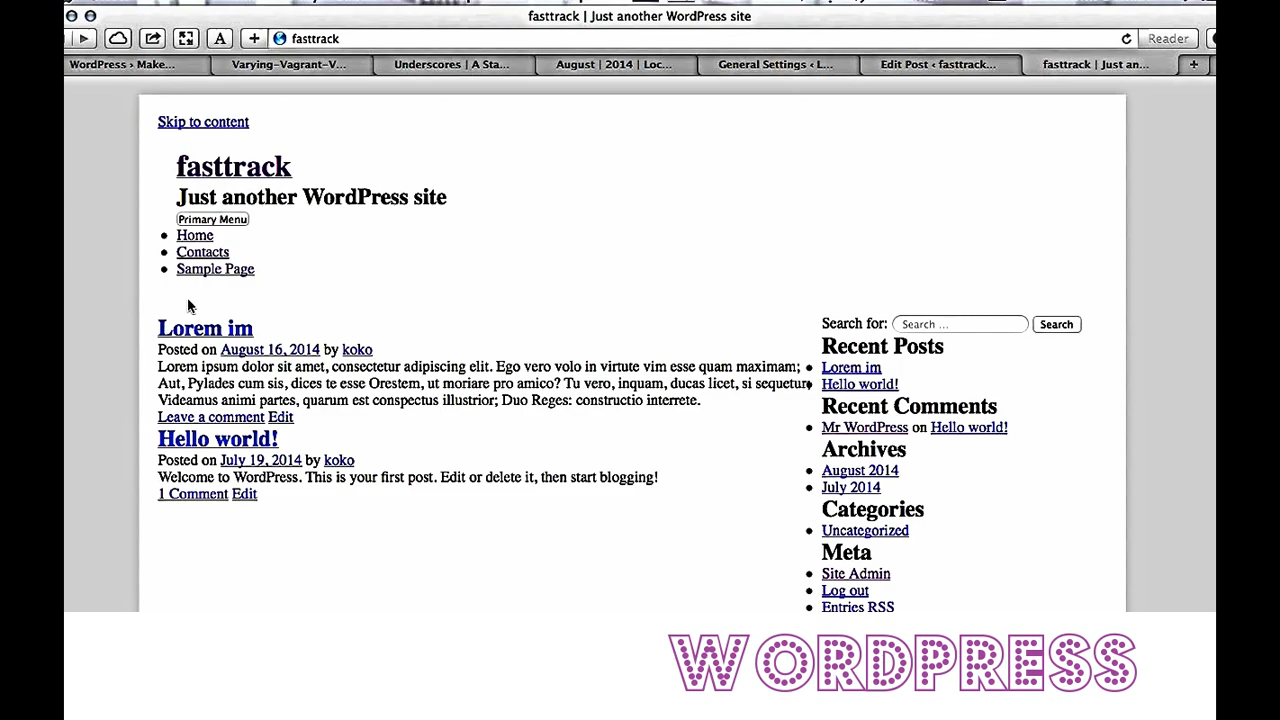 fasttrack | Just another WordPress site
A + fasttrack Reader
WordPress › Make... Varying-Vagrant-V... Underscores | A Sta... August | 2014 | Loc... General Settings ‹ L... Edit Post ‹ fasttrack... fasttrack | Just an... +
Skip to content
fasttrack
Just another WordPress site
Primary Menu
• Home
• Contacts
• Sample Page
Lorem im
Posted on August 16, 2014 by koko
Lorem ipsum dolor sit amet, consectetur adipiscing elit. Ego vero volo in virtute vim esse quam maximam;
Aut, Pylades cum sis, dices te esse Orestem, ut moriare pro amico? Tu vero, inquam, ducas licet, si sequetur;
Videamus animi partes, quarum est conspectus illustrior; Duo Reges: constructio interrete.
Leave a comment Edit
Hello world!
Posted on July 19, 2014 by koko
Welcome to WordPress. This is your first post. Edit or delete it, then start blogging!
1 Comment Edit
Search for: Search ... Search
Recent Posts
• Lorem im
• Hello world!
Recent Comments
• Mr WordPress on Hello world!
Archives
• August 2014
• July 2014
Categories
• Uncategorized
Meta
• Site Admin
• Log out
• Entries RSS
WORDPRESS